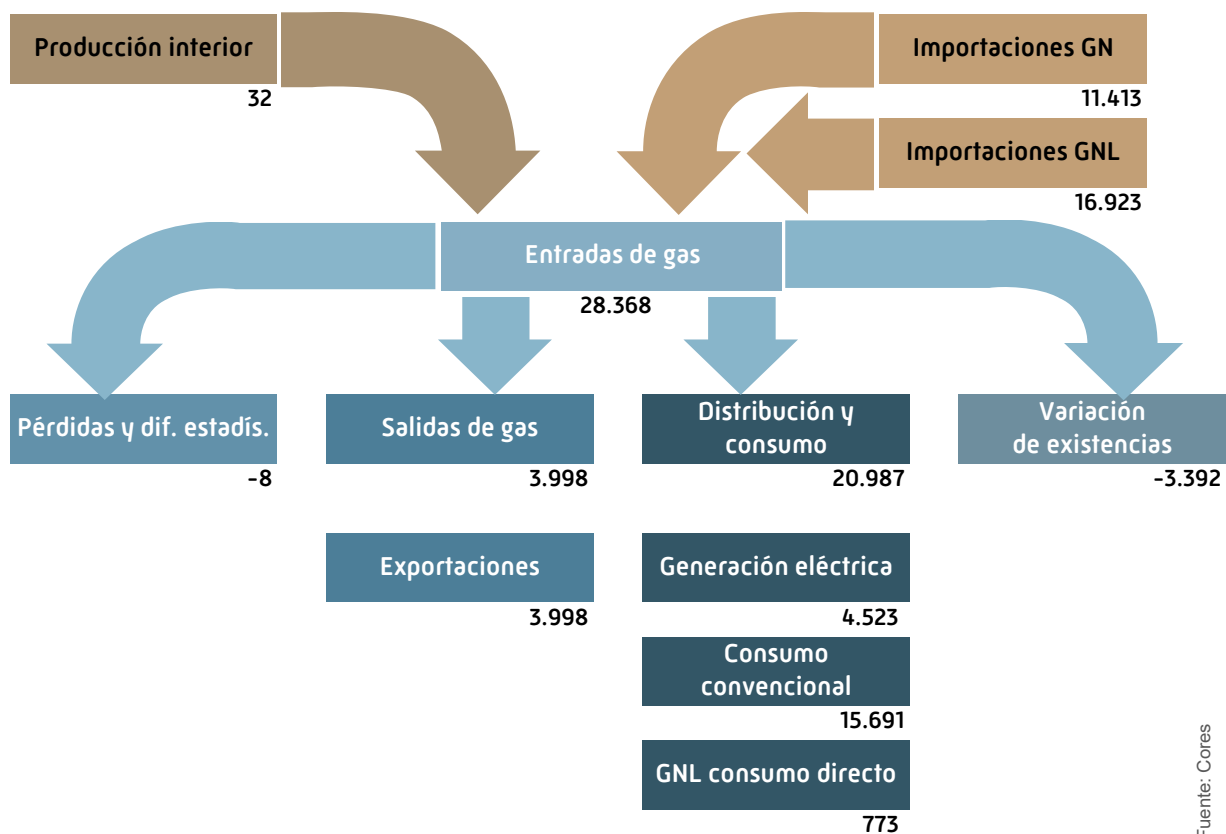 Producción interior
32
Importaciones GN
11.413
Importaciones GNL
16.923
Entradas de gas
28.368
Pérdidas y dif. estadís.
-8
Salidas de gas
3.998
Distribución y
consumo
20.987
Variación
de existencias
-3.392
Exportaciones
3.998
Generación eléctrica
4.523
Consumo
convencional
15.691
GNL consumo directo
773
Fuente: Cores